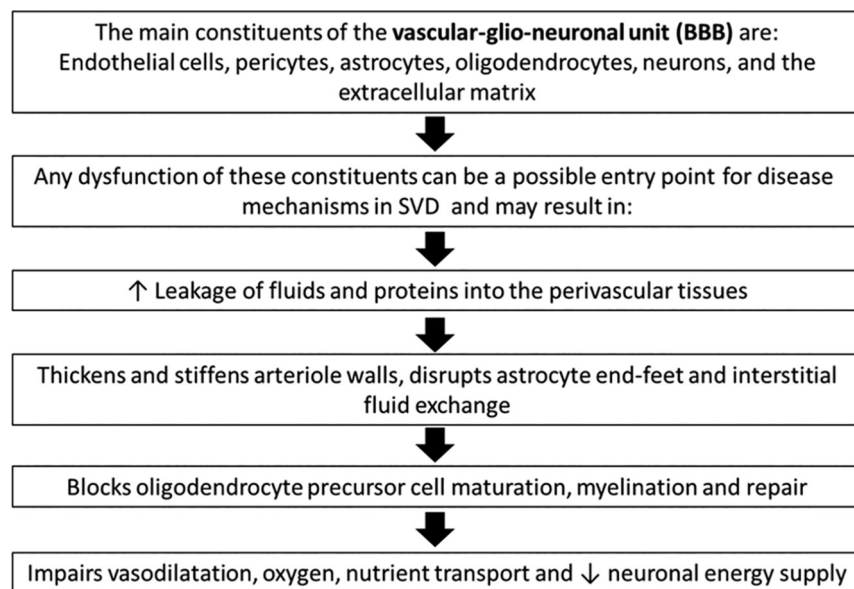 The main constituents of the vascular-glio-neuronal unit (BBB) are:
Endothelial cells, pericytes, astrocytes, oligodendrocytes, neurons, and the
extracellular matrix
Any dysfunction of these constituents can be a possible entry point for disease
mechanisms in SVD and may result in:
↑ Leakage of fluids and proteins into the perivascular tissues
Thickens and stiffens arteriole walls, disrupts astrocyte end-feet and interstitial
fluid exchange
Blocks oligodendrocyte precursor cell maturation, myelination and repair
Impairs vasodilatation, oxygen, nutrient transport and ↓ neuronal energy supply